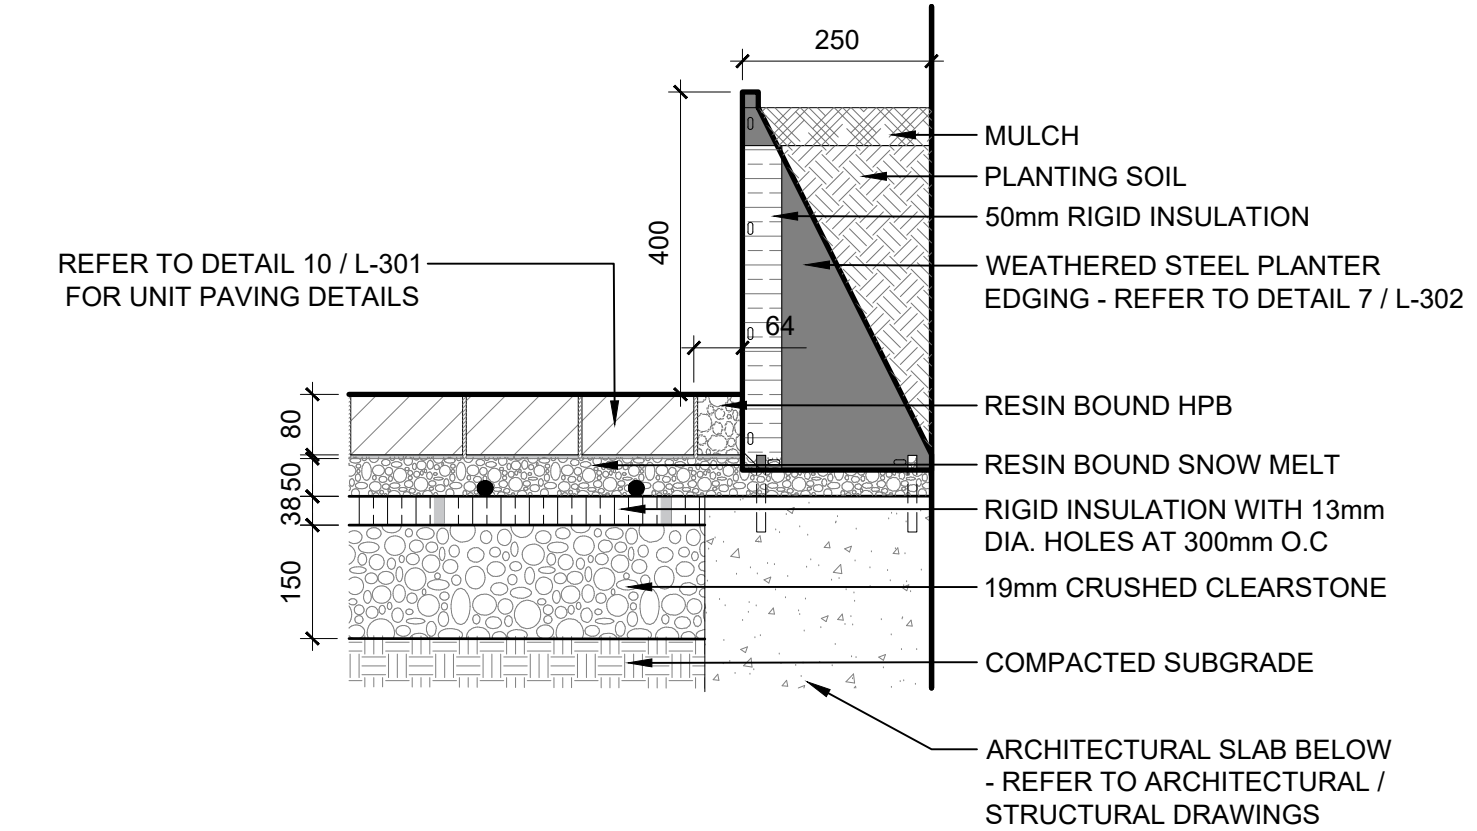 250
MULCH
PLANTING SOIL
50mm RIGID INSULATION
400
REFER TO DETAIL 10 / L-301
FOR UNIT PAVING DETAILS
WEATHERED STEEL PLANTER
EDGING - REFER TO DETAIL 7 / L-302
64
80
RESIN BOUND HPB
50
RESIN BOUND SNOW MELT
38
RIGID INSULATION WITH 13mm
DIA. HOLES AT 300mm O.C
150
19mm CRUSHED CLEARSTONE
COMPACTED SUBGRADE
ARCHITECTURAL SLAB BELOW
- REFER TO ARCHITECTURAL /
STRUCTURAL DRAWINGS